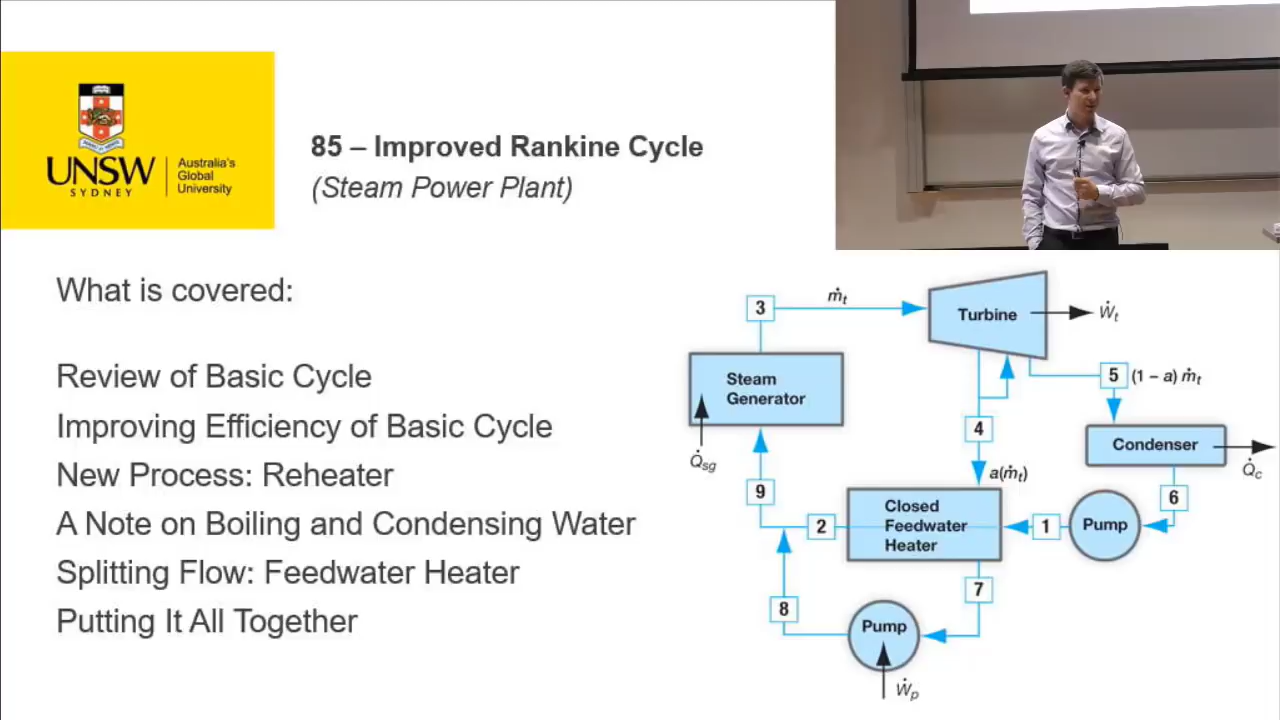 UNSW
SYDNEY
Australia's
Global
University
85 – Improved Rankine Cycle
(Steam Power Plant)
What is covered:
Review of Basic Cycle
Improving Efficiency of Basic Cycle
New Process: Reheater
A Note on Boiling and Condensing Water
Splitting Flow: Feedwater Heater
Putting It All Together
3
ṁt
Turbine
Ẇt
Steam
Generator
Q̇sg
5
(1 – a) ṁt
4
a(ṁt)
Condenser
Q̇c
6
9
2
Closed
Feedwater
Heater
1
Pump
7
8
Pump
Ẇp